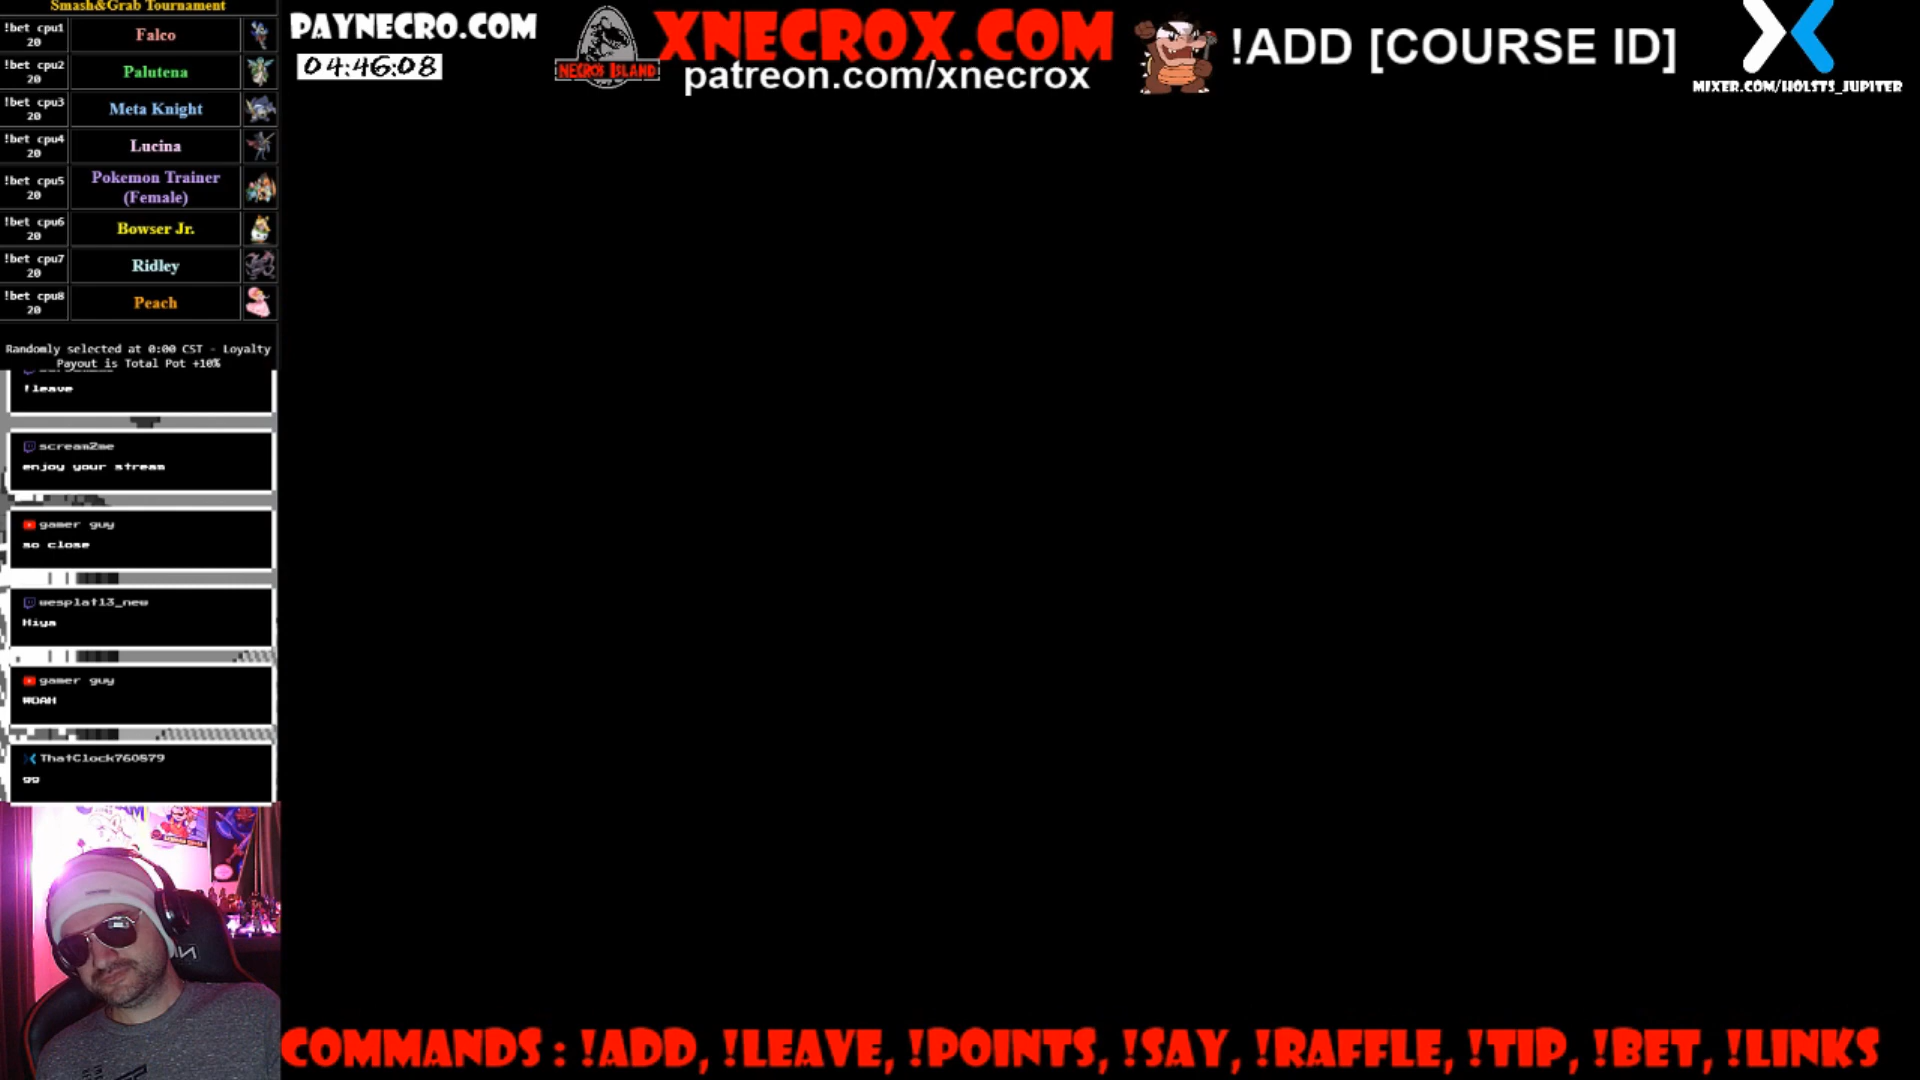 Smash&Grab Tournament
!bet cpu1
20
Falco
!bet cpu2
20
Palutena
!bet cpu3
20
Meta Knight
!bet cpu4
20
Lucina
!bet cpu5
20
Pokemon Trainer
(Female)
!bet cpu6
20
Bowser Jr.
!bet cpu7
20
Ridley
!bet cpu8
20
Peach
Randomly selected at 0:00 CST - Loyalty
Payout is Total Pot +10%
!leave
scream2me
enjoy your stream
gamer guy
so close
wesplat13_new
Hiya
gamer guy
WOAH
ThatClock760879
gg
PAYNECRO.COM
04:46:08
NECRO'S ISLAND
XNECROX.COM
patreon.com/xnecrox
!ADD [COURSE ID]
MIXER.COM/HOLSTS_JUPITER
COMMANDS : !ADD, !LEAVE, !POINTS, !SAY, !RAFFLE, !TIP, !BET, !LINKS